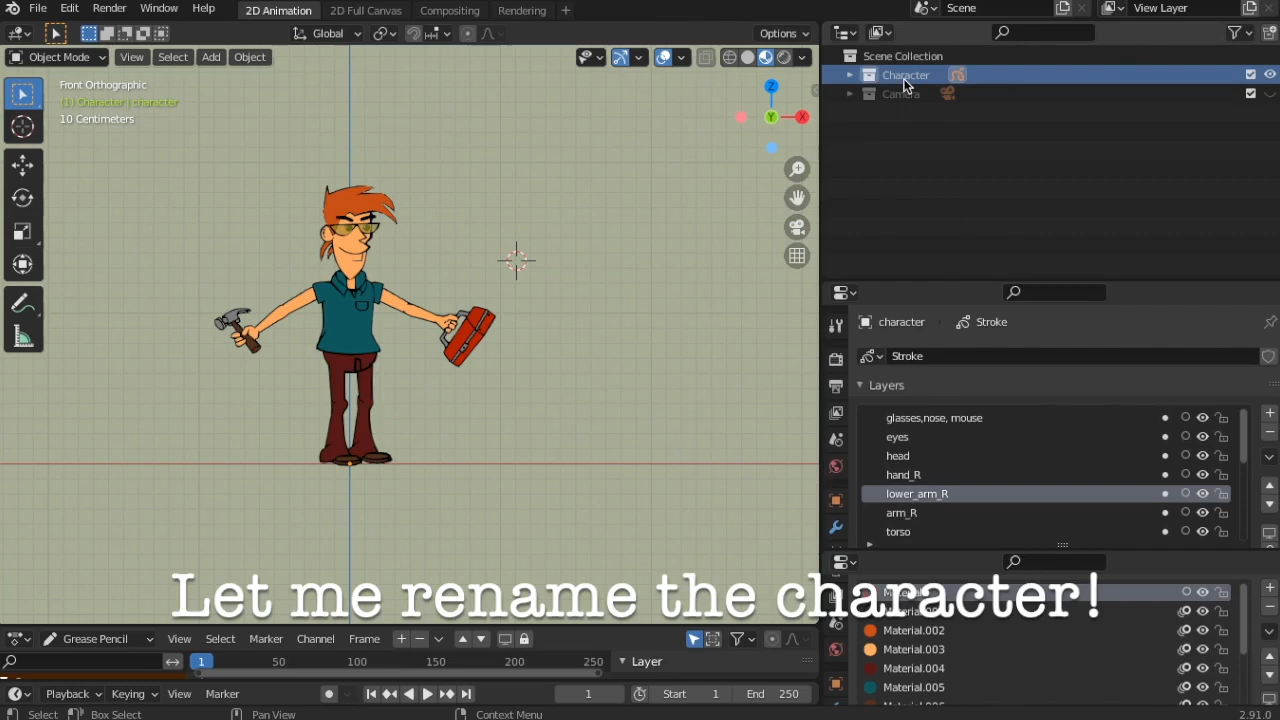 File Edit Render Window Help 2D Animation 2D Full Canvas Compositing Rendering + Scene View Layer
Global Options
Object Mode View Select Add Object
Scene Collection
Character
Camera
Front Orthographic
(1) Character | character
10 Centimeters
Z
Y
X
character Stroke
Stroke
Layers
glasses,nose, mouse
eyes
head
hand_R
lower_arm_R
arm_R
torso
Let me rename the character!
Material.002
Material.003
Material.004
Material.005
Grease Pencil View Select Marker Channel Frame
1 50 100 150 200 250 Layer
Playback Keying View Marker 1 Start 1 End 250
Select Box Select Pan View Context Menu 2.91.0